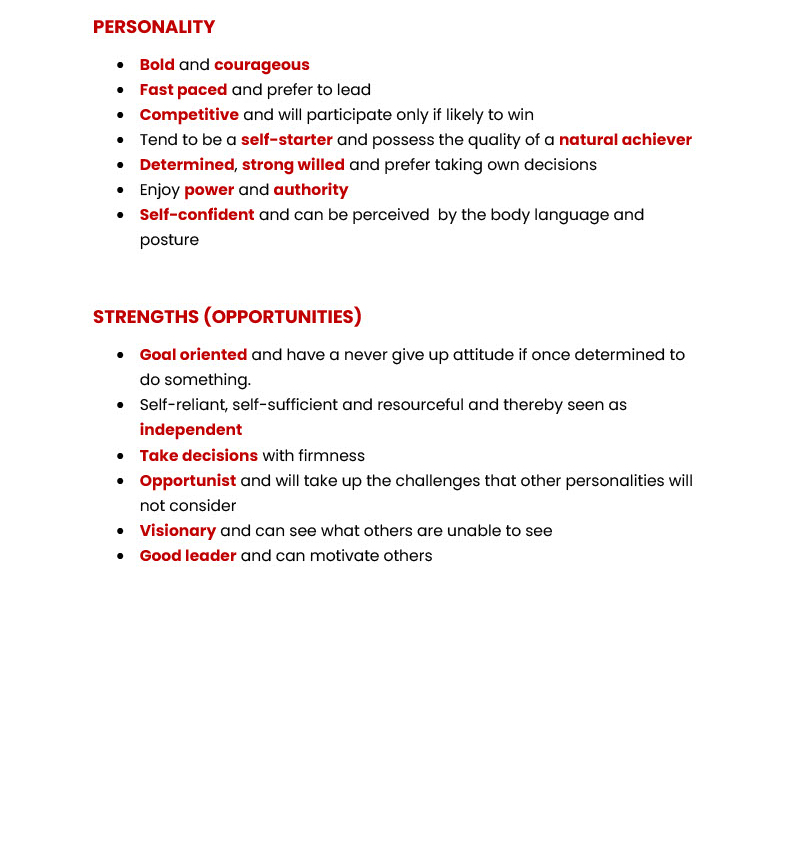 PERSONALITY
• Bold and courageous
• Fast paced and prefer to lead
• Competitive and will participate only if likely to win
• Tend to be a self-starter and possess the quality of a natural achiever
• Determined, strong willed and prefer taking own decisions
• Enjoy power and authority
• Self-confident and can be perceived  by the body language and
posture
STRENGTHS (OPPORTUNITIES)
• Goal oriented and have a never give up attitude if once determined to
do something.
• Self-reliant, self-sufficient and resourceful and thereby seen as
independent
• Take decisions with firmness
• Opportunist and will take up the challenges that other personalities will
not consider
• Visionary and can see what others are unable to see
• Good leader and can motivate others